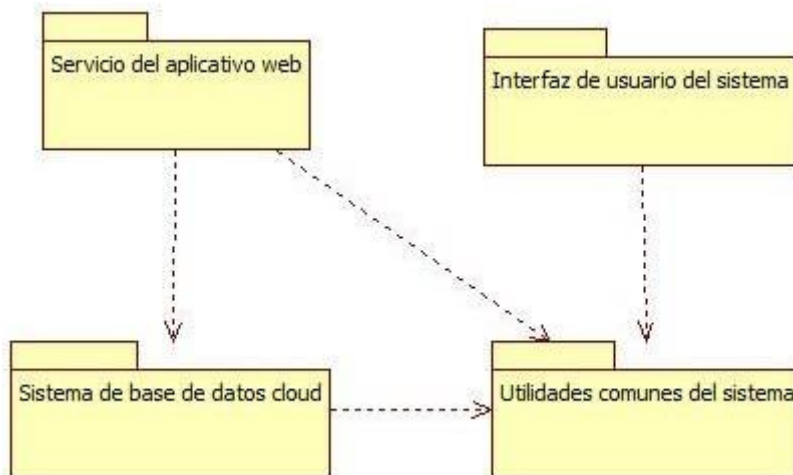 Servicio del aplicativo web
Interfaz de usuario del sistema
Sistema de base de datos cloud
Utilidades comunes del sistema